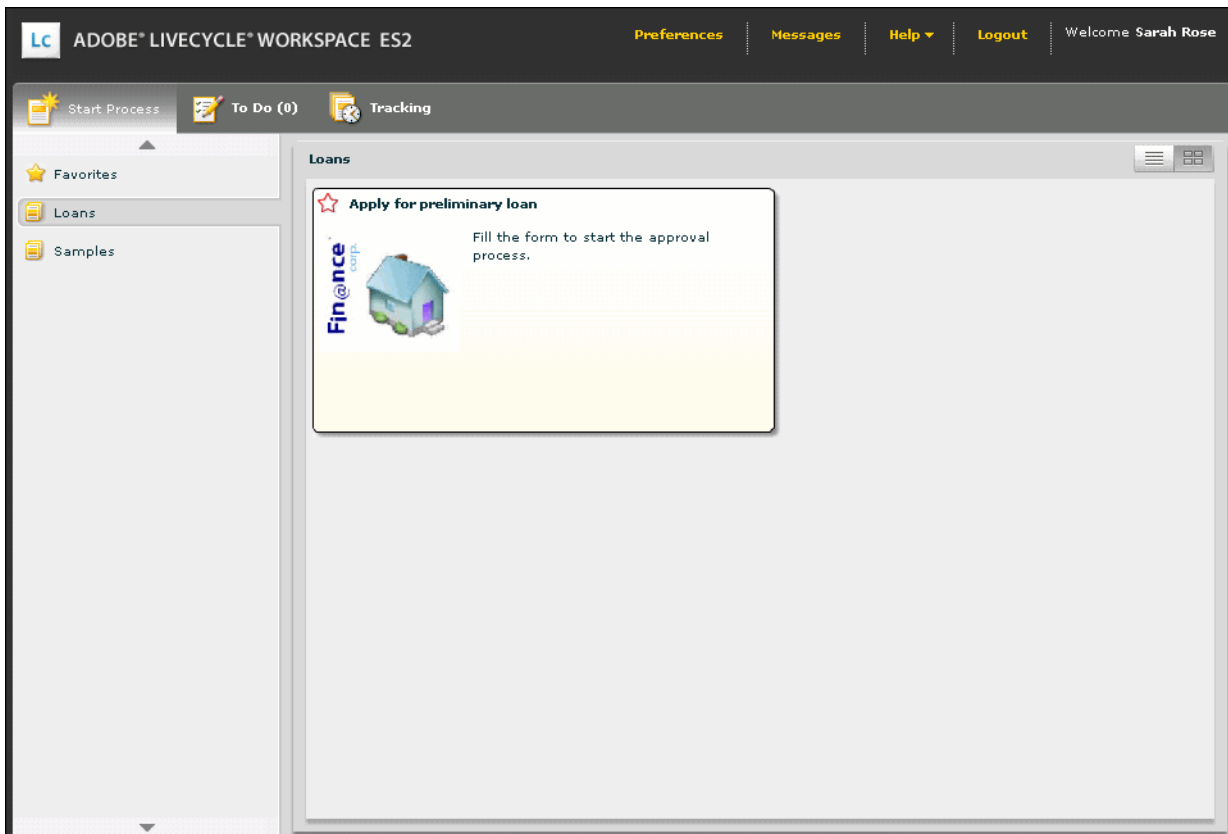 Lc ADOBE® LIVECYCLE® WORKSPACE ES2
Preferences
Messages
Help
Logout
Welcome Sarah Rose
Start Process
To Do (0)
Tracking
Favorites
Loans
Samples
Loans
Apply for preliminary loan
Fin@nce corp.
Fill the form to start the approval
process.